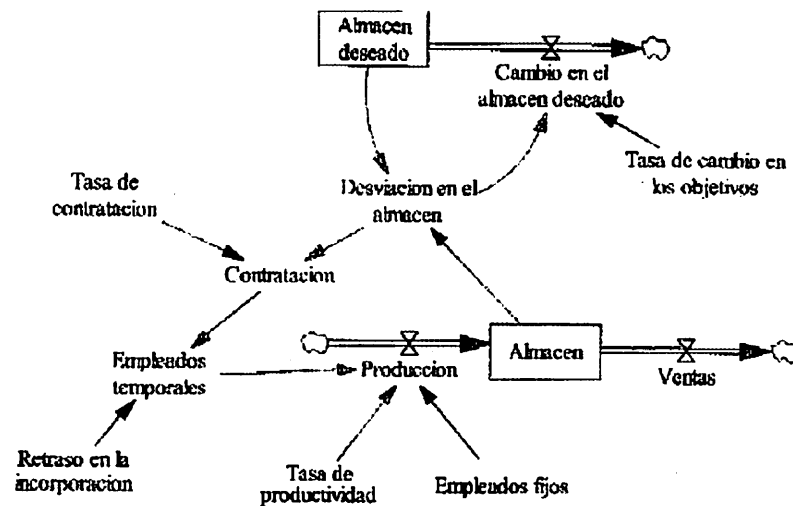 Almacen
deseado
Cambio en el
almacen deseado
Tasa de cambio en
los objetivos
Tasa de
contratacion
Desviacion en el
almacen
Contratacion
Empleados
temporales
Produccion
Almacen
Ventas
Retraso en la
incorporacion
Tasa de
productividad
Empleados fijos